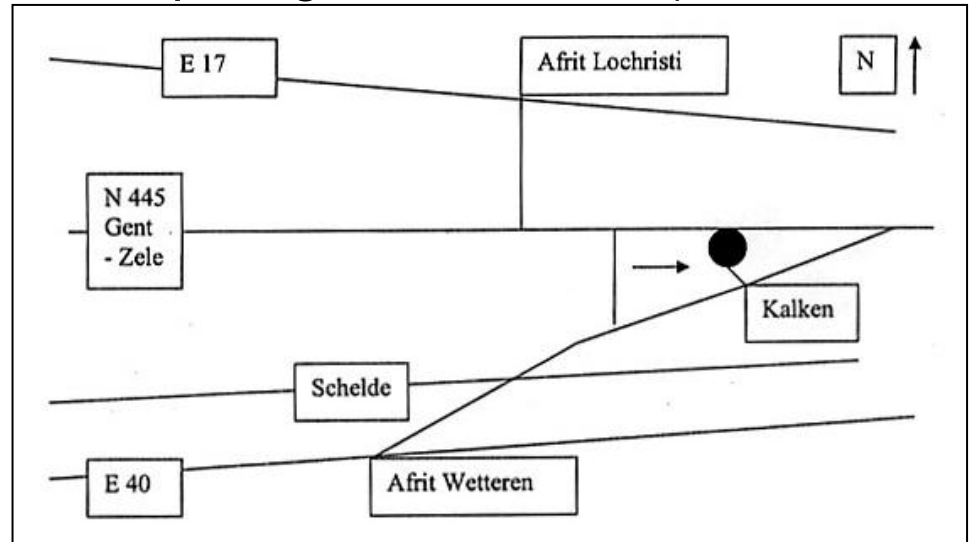 E 17
Afrit Lochristi
N
N 445
Gent
- Zele
Kalken
Schelde
E 40
Afrit Wetteren